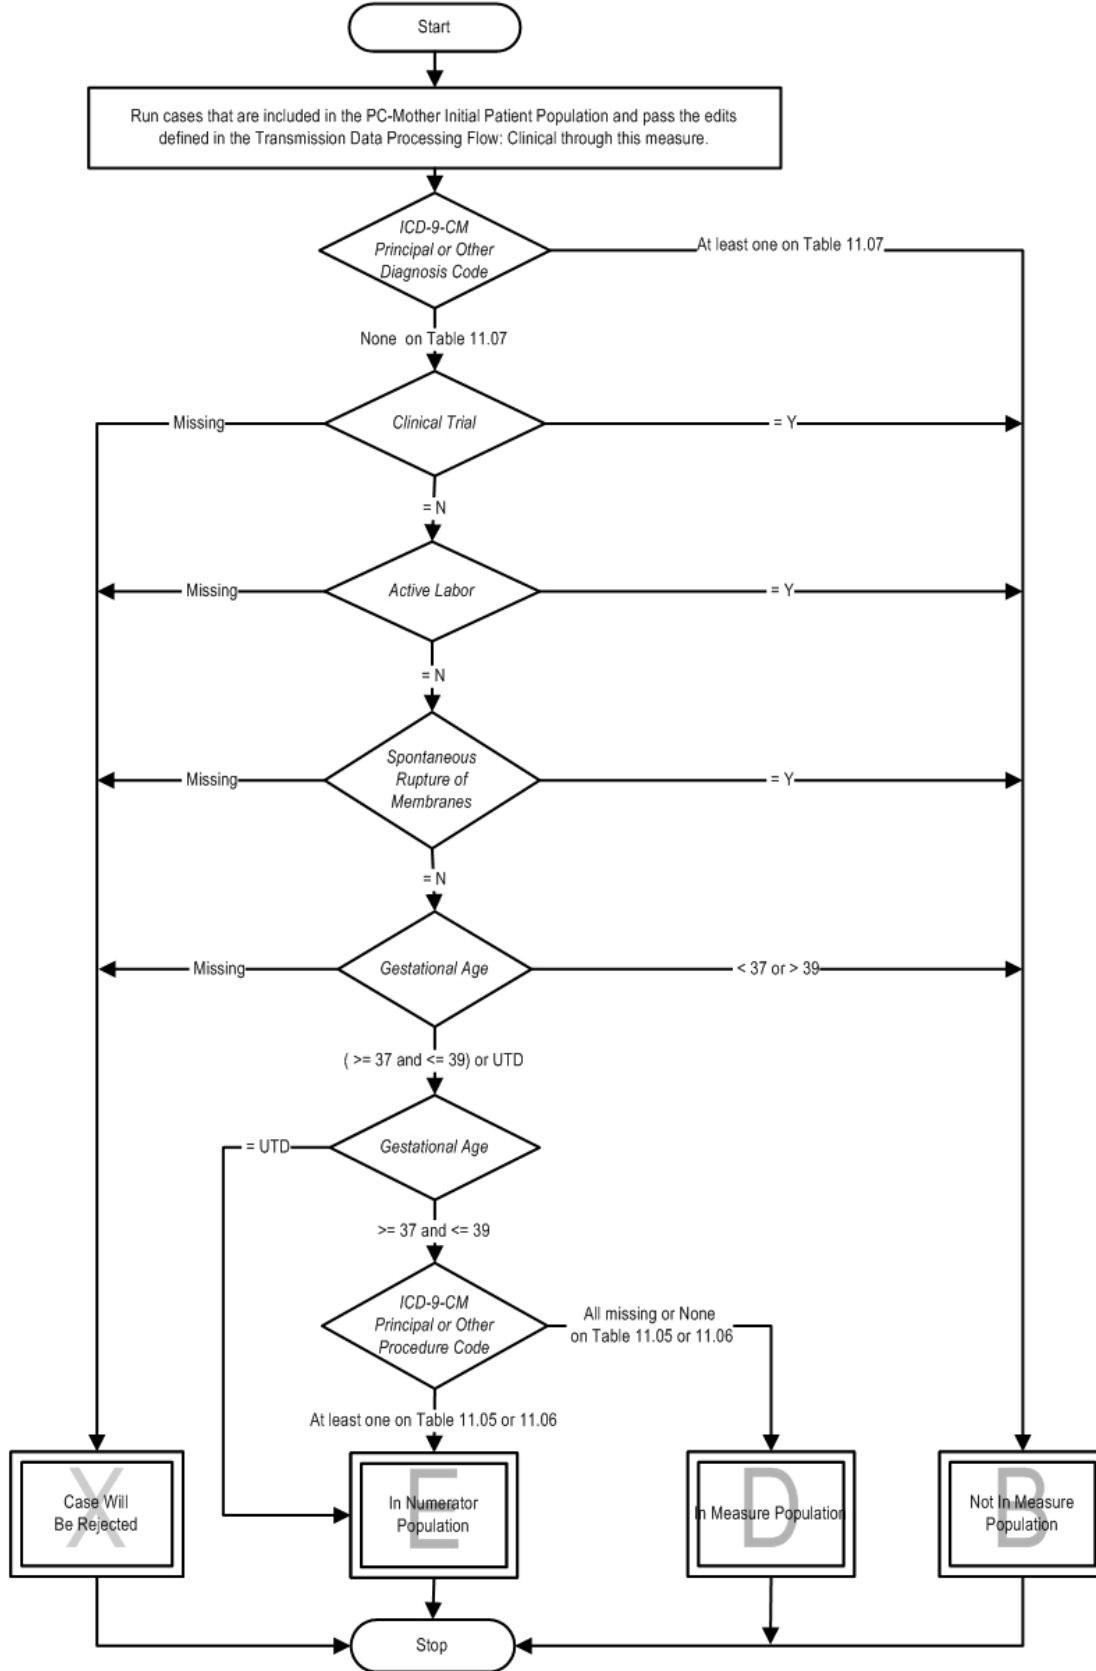 Start
Run cases that are included in the PC-Mother Initial Patient Population and pass the edits
defined in the Transmission Data Processing Flow: Clinical through this measure.
ICD-9-CM
Principal or Other
Diagnosis Code
At least one on Table 11.07
None on Table 11.07
Missing
Clinical Trial
= Y
= N
Missing
Active Labor
= Y
= N
Missing
Spontaneous
Rupture of
Membranes
= Y
= N
Missing
Gestational Age
< 37 or > 39
( >= 37 and <= 39) or UTD
= UTD
Gestational Age
>= 37 and <= 39
ICD-9-CM
Principal or Other
Procedure Code
All missing or None
on Table 11.05 or 11.06
At least one on Table 11.05 or 11.06
X
Case Will
Be Rejected
E
In Numerator
Population
D
In Measure Population
B
Not In Measure
Population
Stop